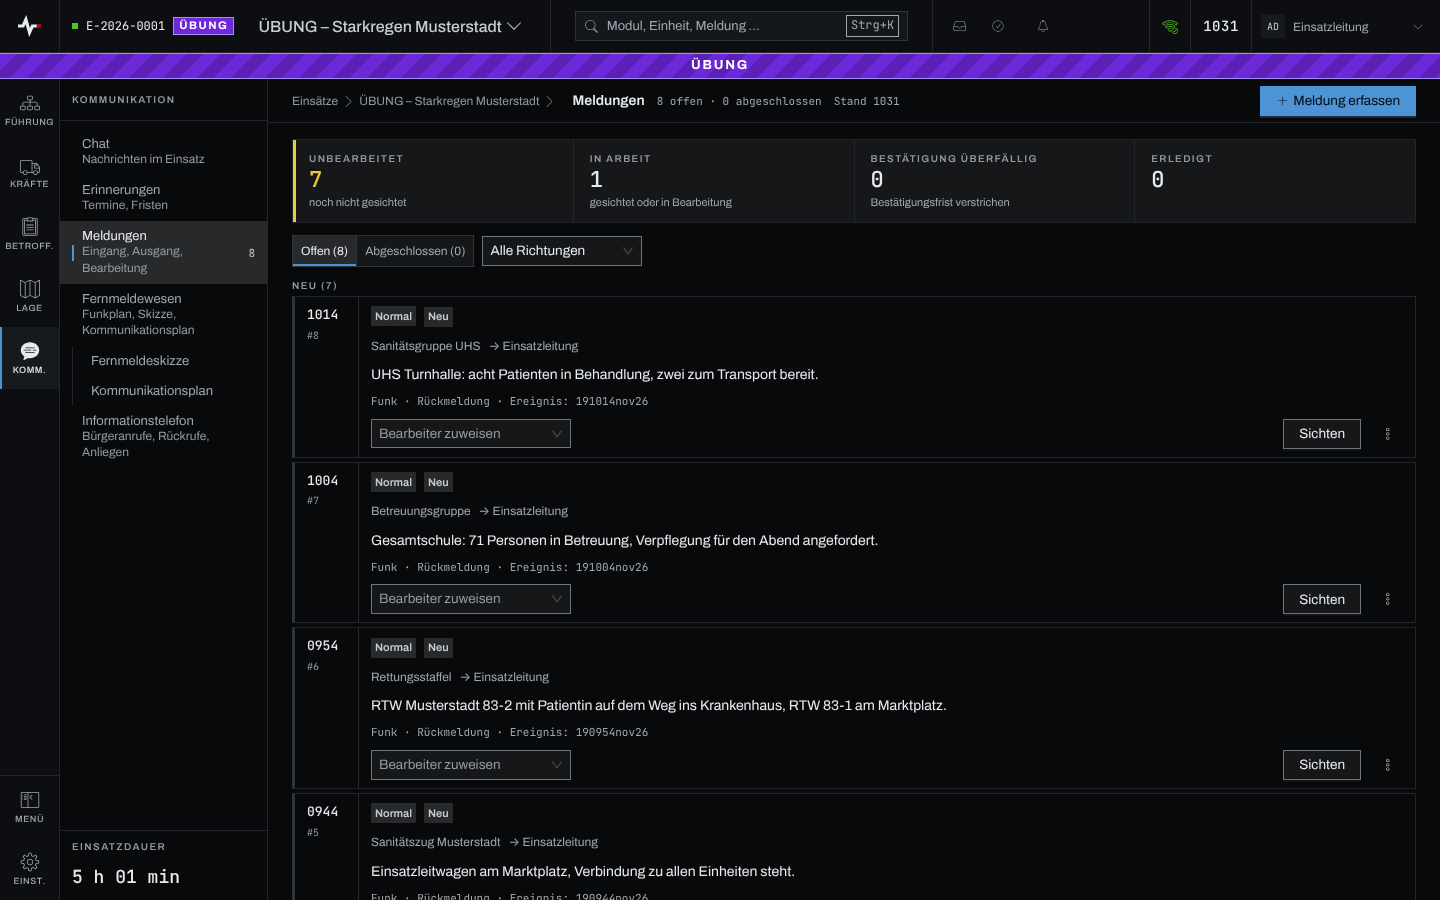 E-2026-0001 ÜBUNG ÜBUNG – Starkregen Musterstadt
Modul, Einheit, Meldung ... Strg+K
1031
AD Einsatzleitung
ÜBUNG
FÜHRUNG
KRÄFTE
BETROFF.
LAGE
KOMM.
MENÜ
EINST.
KOMMUNIKATION
Chat
Nachrichten im Einsatz
Erinnerungen
Termine, Fristen
Meldungen
Eingang, Ausgang,
Bearbeitung
8
Fernmeldewesen
Funkplan, Skizze,
Kommunikationsplan
Fernmeldeskizze
Kommunikationsplan
Informationstelefon
Bürgeranrufe, Rückrufe,
Anliegen
EINSATZDAUER
5 h 01 min
Einsätze ÜBUNG – Starkregen Musterstadt Meldungen 8 offen · 0 abgeschlossen Stand 1031
+ Meldung erfassen
UNBEARBEITET
7
noch nicht gesichtet
IN ARBEIT
1
gesichtet oder in Bearbeitung
BESTÄTIGUNG ÜBERFÄLLIG
0
Bestätigungsfrist verstrichen
ERLEDIGT
0
Offen (8) Abgeschlossen (0) Alle Richtungen
NEU (7)
1014
#8
Normal Neu
Sanitätsgruppe UHS → Einsatzleitung
UHS Turnhalle: acht Patienten in Behandlung, zwei zum Transport bereit.
Funk · Rückmeldung · Ereignis: 191014nov26
Bearbeiter zuweisen Sichten
1004
#7
Normal Neu
Betreuungsgruppe → Einsatzleitung
Gesamtschule: 71 Personen in Betreuung, Verpflegung für den Abend angefordert.
Funk · Rückmeldung · Ereignis: 191004nov26
Bearbeiter zuweisen Sichten
0954
#6
Normal Neu
Rettungsstaffel → Einsatzleitung
RTW Musterstadt 83-2 mit Patientin auf dem Weg ins Krankenhaus, RTW 83-1 am Marktplatz.
Funk · Rückmeldung · Ereignis: 190954nov26
Bearbeiter zuweisen Sichten
0944
#5
Normal Neu
Sanitätszug Musterstadt → Einsatzleitung
Einsatzleitwagen am Marktplatz, Verbindung zu allen Einheiten steht.
Funk · Rückmeldung · Ereignis: 190944nov26